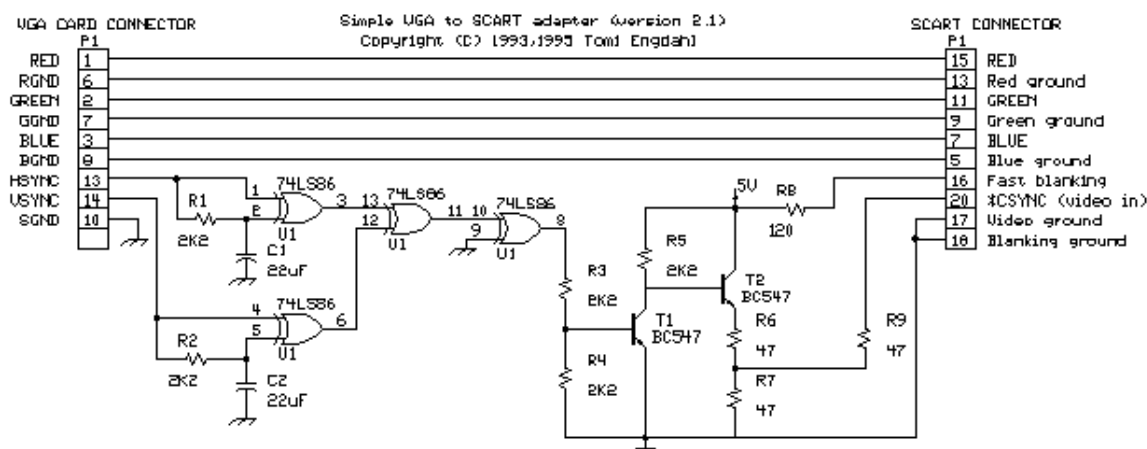 VGA CARD CONNECTOR
Simple VGA to SCART adapter (version 2.1)
SCART CONNECTOR
P1
Copyright (C) 1993,1995 Tomi Engdahl
P1
RED 1
15 RED
RGND 6
13 Red ground
GREEN 2
11 GREEN
GGND 7
9 Green ground
BLUE 3
7 BLUE
BGND 8
5 Blue ground
HSYNC 13
16 Fast blanking
VSYNC 14
20 *CSYNC (video in)
SGND 10
17 Video ground
18 Blanking ground
R1
2K2
1
2
74LS86
3
U1
C1
22uF
13
12
74LS86
11
U1
10
9
74LS86
8
U1
4
5
74LS86
6
U1
R2
2K2
C2
22uF
R3
2K2
R4
2K2
R5
2K2
T1
BC547
5V
R8
120
T2
BC547
R6
47
R7
47
R9
47